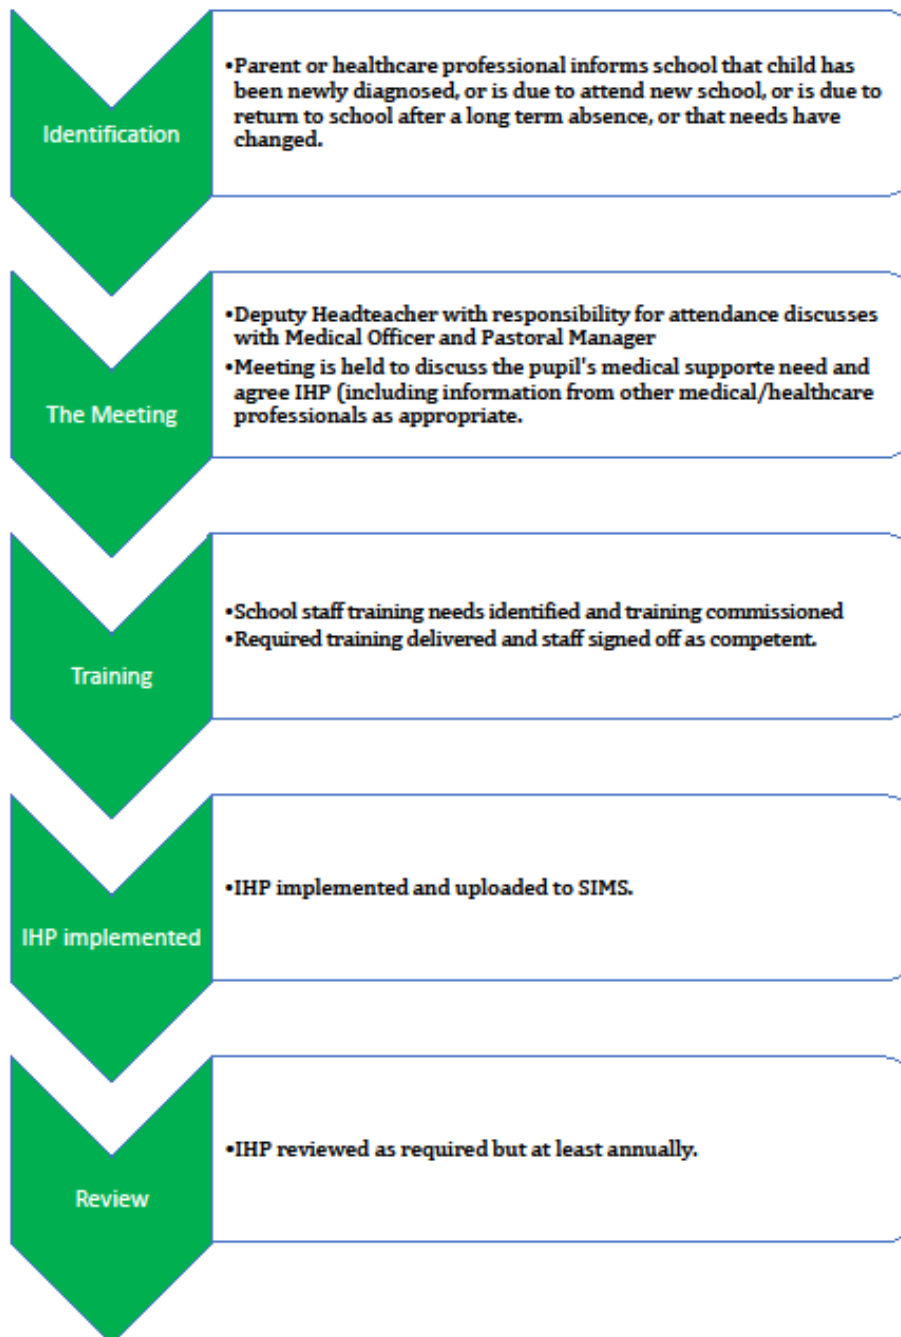 Identification
•Parent or healthcare professional informs school that child has
been newly diagnosed, or is due to attend new school, or is due to
return to school after a long term absence, or that needs have
changed.
The Meeting
•Deputy Headteacher with responsibility for attendance discusses
with Medical Officer and Pastoral Manager
•Meeting is held to discuss the pupil's medical supporte need and
agree IHP (including information from other medical/healthcare
professionals as appropriate.
Training
•School staff training needs identified and training commissioned
•Required training delivered and staff signed off as competent.
IHP implemented
•IHP implemented and uploaded to SIMS.
Review
•IHP reviewed as required but at least annually.